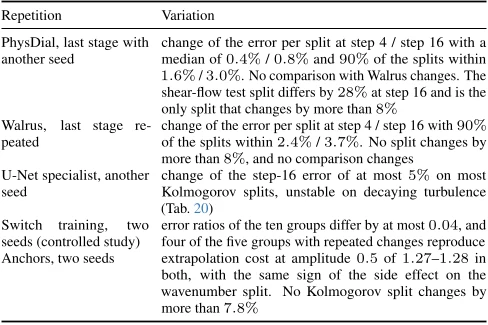 Repetition Variation
PhysDial, last stage with another seed
change of the error per split at step 4 / step 16 with a
median of 0.4% / 0.8% and 90% of the splits within
1.6% / 3.0%. No comparison with Walrus changes. The
shear-flow test split differs by 28% at step 16 and is the
only split that changes by more than 8%
Walrus, last stage re-
peated
change of the error per split at step 4 / step 16 with 90%
of the splits within 2.4% / 3.7%. No split changes by
more than 8%, and no comparison changes
U-Net specialist, another
seed
change of the step-16 error of at most 5% on most
Kolmogorov splits, unstable on decaying turbulence
(Tab. 20)
Switch training, two
seeds (controlled study)
error ratios of the ten groups differ by at most 0.04, and
four of the five groups with repeated changes reproduce
Anchors, two seeds
extrapolation cost at amplitude 0.5 of 1.27–1.28 in
both, with the same sign of the side effect on the
wavenumber split. No Kolmogorov split changes by
more than 7.8%